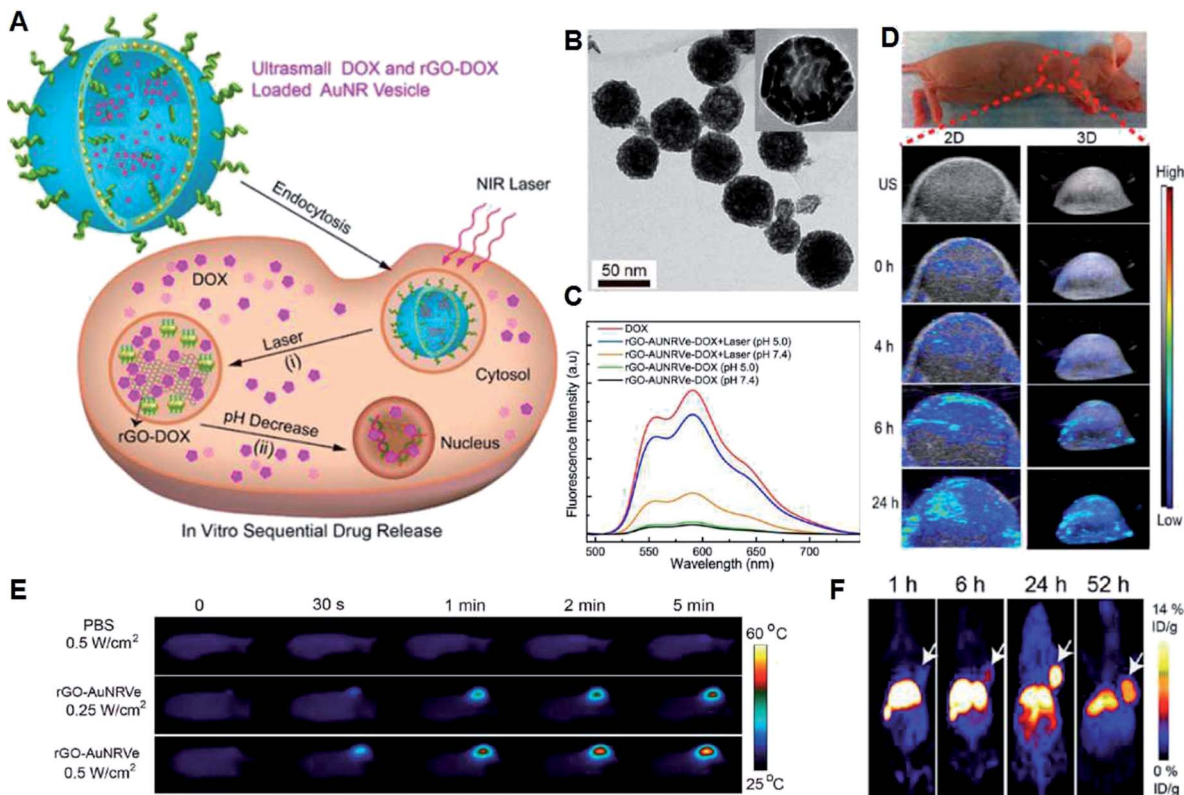 A
Ultrasmall DOX and rGO-DOX
Loaded AuNR Vesicle
Endocytosis
NIR Laser
DOX
Laser
(i)
Cytosol
rGO-DOX
pH Decrease
(ii)
Nucleus
In Vitro Sequential Drug Release
B
50 nm
C
DOX
rGO-AUNRVe-DOX+Laser (pH 5.0)
rGO-AUNRVe-DOX+Laser (pH 7.4)
rGO-AUNRVe-DOX (pH 5.0)
rGO-AUNRVe-DOX (pH 7.4)
Fluorescence Intensity (a.u)
500 550 600 650 700
Wavelength (nm)
D
2D 3D
US
0 h
4 h
6 h
24 h
High
Low
E
0 30 s 1 min 2 min 5 min
PBS
0.5 W/cm²
rGO-AuNRVe
0.25 W/cm²
rGO-AuNRVe
0.5 W/cm²
60 °C
25 °C
F
1 h 6 h 24 h 52 h
14 %
ID/g
0 %
ID/g